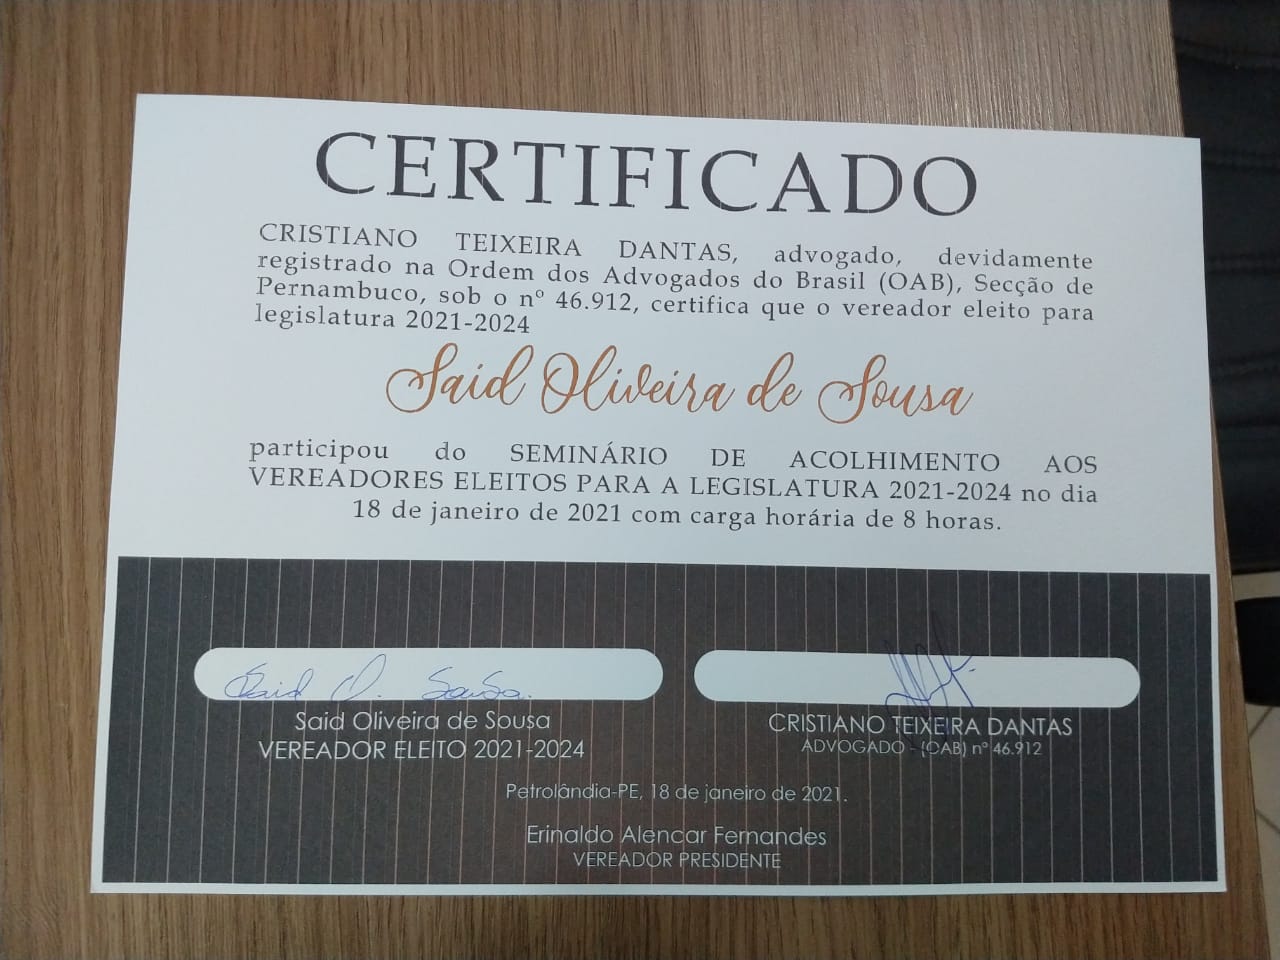 CERTIFICADO
CRISTIANO TEIXEIRA DANTAS, advogado, devidamente
registrado na Ordem dos Advogados do Brasil (OAB), Secção de
Pernambuco, sob o nº 46.912, certifica que o vereador eleito para
legislatura 2021-2024
Said Oliveira de Sousa
participou do SEMINÁRIO DE ACOLHIMENTO AOS
VEREADORES ELEITOS PARA A LEGISLATURA 2021-2024 no dia
18 de janeiro de 2021 com carga horária de 8 horas.
Said O. Sousa.
Said Oliveira de Sousa
VEREADOR ELEITO 2021-2024
CRISTIANO TEIXEIRA DANTAS
ADVOGADO - (OAB) nº 46.912
Petrolândia-PE, 18 de janeiro de 2021.
Erinaldo Alencar Fernandes
VEREADOR PRESIDENTE